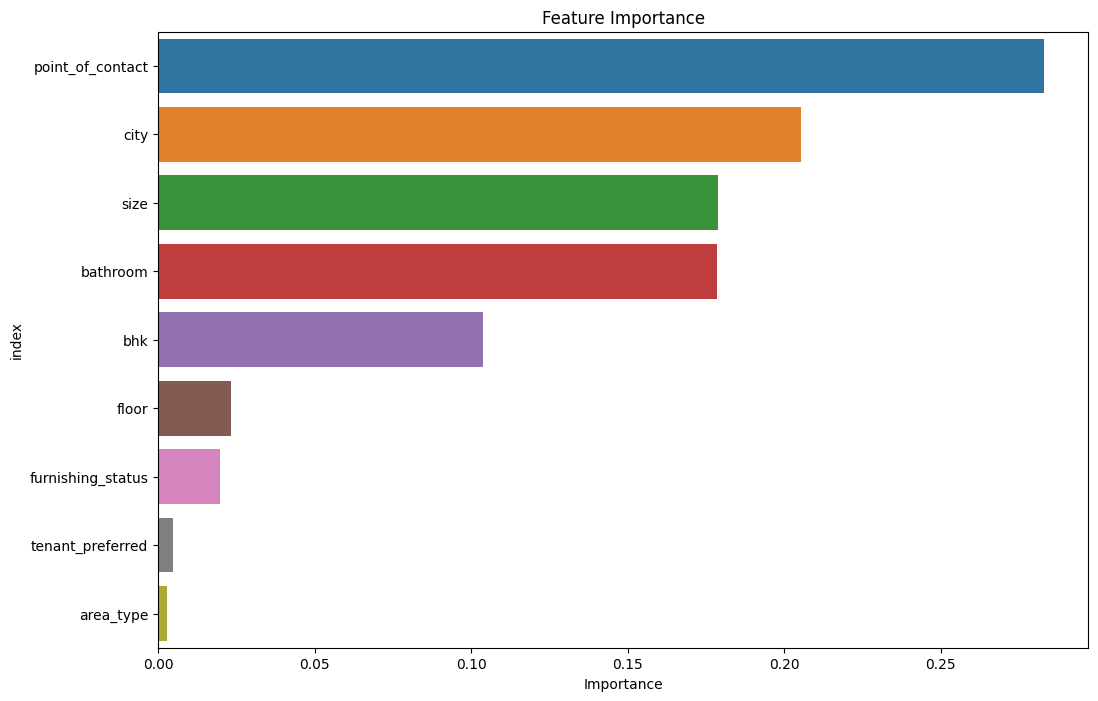 Feature Importance
point_of_contact
city
size
bathroom
bhk
floor
furnishing_status
tenant_preferred
area_type
index
0.00 0.05 0.10 0.15 0.20 0.25
Importance